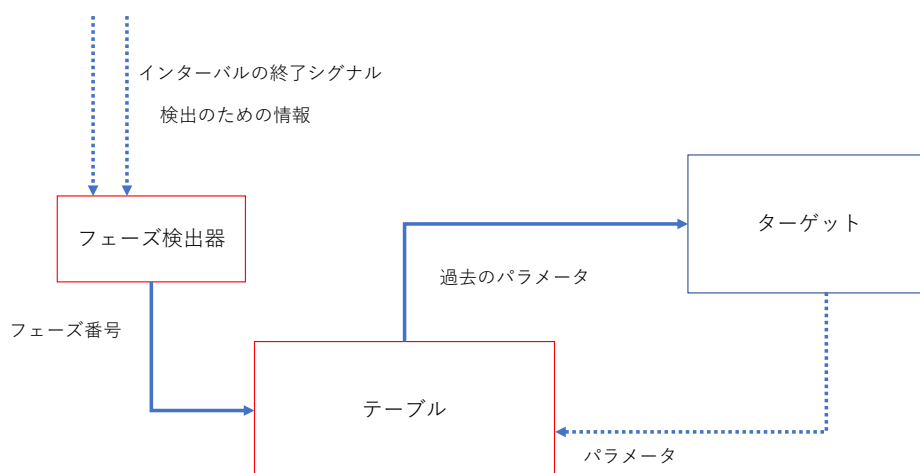 インターバルの終了シグナル
検出のための情報
フェーズ検出器
ターゲット
過去のパラメータ
フェーズ番号
テーブル
パラメータ